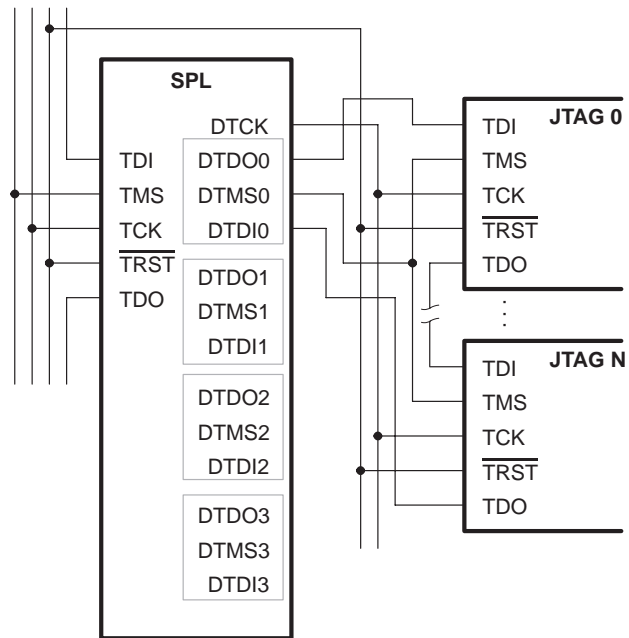 SPL
DTCK
TDI
DTDO0
TMS
DTMS0
TCK
DTDI0
TRST
TDO
DTDO1
DTMS1
DTDI1
DTDO2
DTMS2
DTDI2
DTDO3
DTMS3
DTDI3
JTAG 0
TDI
TMS
TCK
TRST
TDO
JTAG N
TDI
TMS
TCK
TRST
TDO